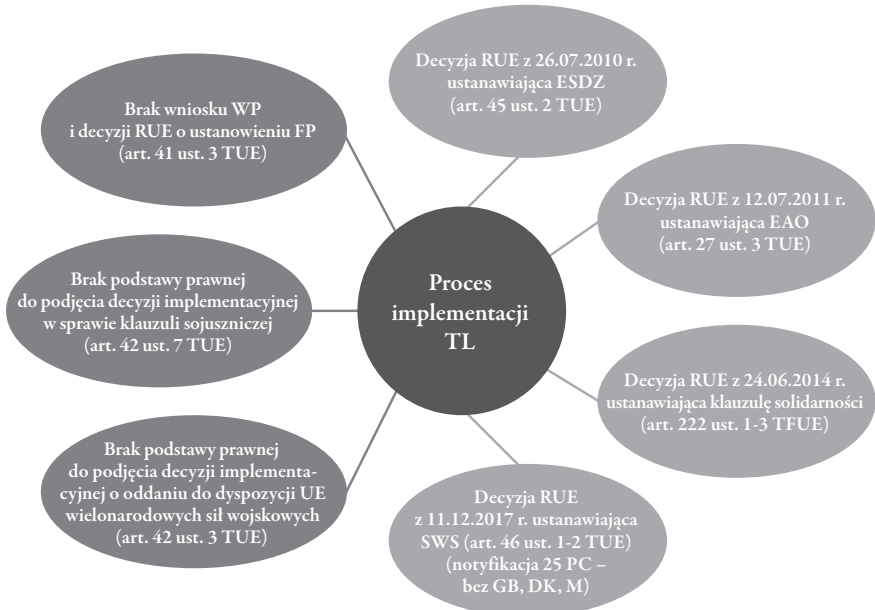 Decyzja RUE z 26.07.2010 r.
ustanawiająca ESDZ
(art. 45 ust. 2 TUE)
Brak wniosku WP
i decyzji RUE o ustanowieniu FP
(art. 41 ust. 3 TUE)
Decyzja RUE z 12.07.2011 r.
ustanawiająca EAO
(art. 27 ust. 3 TUE)
Proces
implementacji
TL
Brak podstawy prawnej
do podjęcia decyzji implementacyjnej
w sprawie klauzuli sojuszniczej
(art. 42 ust. 7 TUE)
Decyzja RUE z 24.06.2014 r.
ustanawiająca klauzulę solidarności
(art. 222 ust. 1-3 TFUE)
Brak podstawy prawnej
do podjęcia decyzji implementa-
cyjnej o oddaniu do dyspozycji UE
wielonarodowych sił wojskowych
(art. 42 ust. 3 TUE)
Decyzja RUE
z 11.12.2017 r. ustanawiająca
SWS (art. 46 ust. 1-2 TUE)
(notyfikacja 25 PC –
bez GB, DK, M)